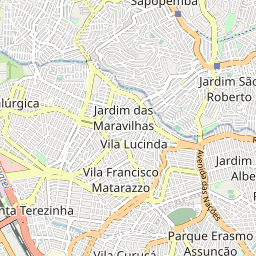 Sapopemba
Jardim São
Roberto
alúrgica
Jardim das
Maravilhas
Vila Lucinda
Avenida das Nações
Jardim
Albe
Vila Francisco
Matarazzo
nta Terezinha
Parque Erasmo
Assunção
Vila Curuçá